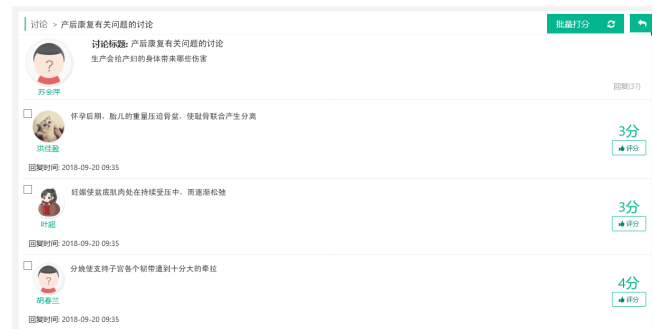 讨论 > 产后康复有关问题的讨论
批量打分
讨论标题: 产后康复有关问题的讨论
生产会给产妇的身体带来哪些伤害
苏会萍
回复(37)
怀孕后期，胎儿的重量压迫骨盆，使耻骨联合产生分离
3分
洪任盈
评分
回复时间: 2018-09-20 09:35
妊娠使盆底肌肉处在持续受压中，而逐渐松弛
3分
叶超
评分
回复时间: 2018-09-20 09:35
分娩使支持子宫各个韧带遭到十分大的牵拉
4分
胡春兰
评分
回复时间: 2018-09-20 09:35